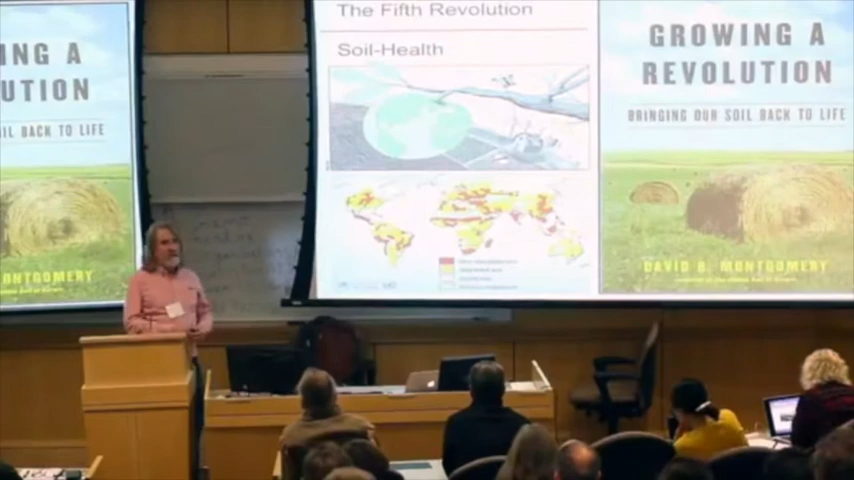 ING A
UTION
IL BACK TO LIFE
MONTGOMERY
The Fifth Revolution
Soil-Health
GROWING A
REVOLUTION
BRINGING OUR SOIL BACK TO LIFE
DAVID R. MONTGOMERY